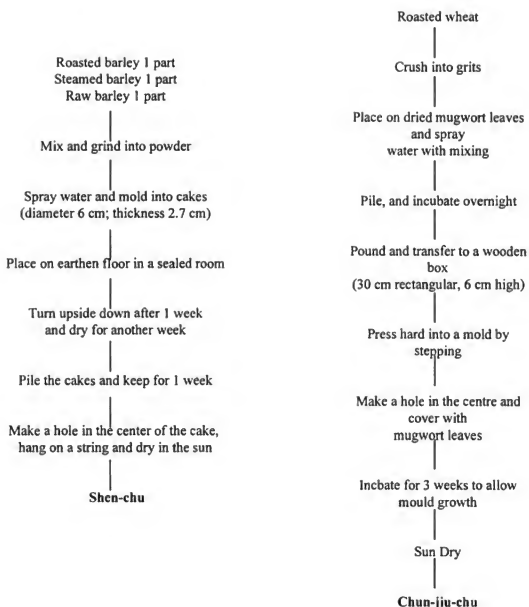 Roasted barley 1 part
Steamed barley 1 part
Raw barley 1 part
Mix and grind into powder
Spray water and mold into cakes
(diameter 6 cm; thickness 2.7 cm)
Place on earthen floor in a sealed room
Turn upside down after 1 week
and dry for another week
Pile the cakes and keep for 1 week
Make a hole in the center of the cake,
hang on a string and dry in the sun
Shen-chu
Roasted wheat
Crush into grits
Place on dried mugwort leaves
and spray
water with mixing
Pile, and incubate overnight
Pound and transfer to a wooden
box
(30 cm rectangular, 6 cm high)
Press hard into a mold by
stepping
Make a hole in the centre and
cover with
mugwort leaves
Incbate for 3 weeks to allow
mould growth
Sun Dry
Chun-jiu-chu